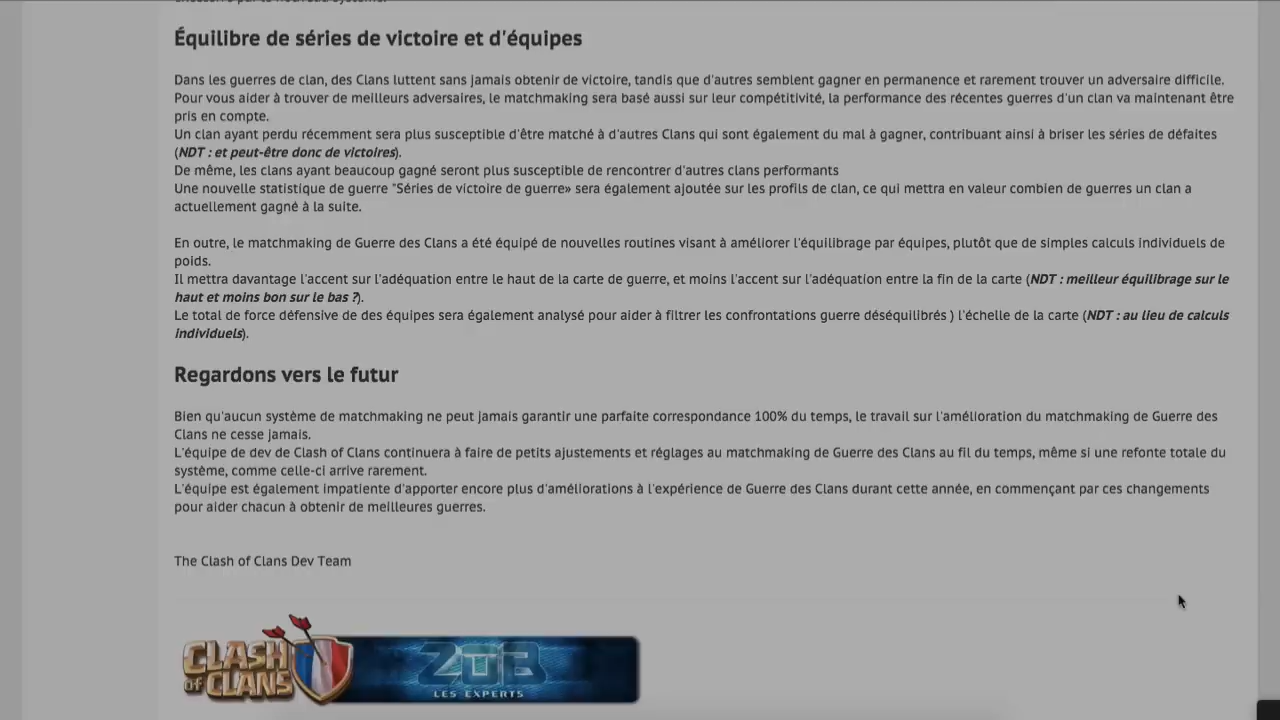 Équilibre de séries de victoire et d'équipes
Dans les guerres de clan, des Clans luttent sans jamais obtenir de victoire, tandis que d'autres semblent gagner en permanence et rarement trouver un adversaire difficile.
Pour vous aider à trouver de meilleurs adversaires, le matchmaking sera basé aussi sur leur compétitivité, la performance des récentes guerres d'un clan va maintenant être
pris en compte.
Un clan ayant perdu récemment sera plus susceptible d'être matché à d'autres Clans qui sont également du mal à gagner, contribuant ainsi à briser les séries de défaites
(NDT : et peut-être donc de victoires).
De même, les clans ayant beaucoup gagné seront plus susceptible de rencontrer d'autres clans performants
Une nouvelle statistique de guerre "Séries de victoire de guerre» sera également ajoutée sur les profils de clan, ce qui mettra en valeur combien de guerres un clan a
actuellement gagné à la suite.
En outre, le matchmaking de Guerre des Clans a été équipé de nouvelles routines visant à améliorer l'équilibrage par équipes, plutôt que de simples calculs individuels de
poids.
Il mettra davantage l'accent sur l'adéquation entre le haut de la carte de guerre, et moins l'accent sur l'adéquation entre la fin de la carte (NDT : meilleur équilibrage sur le
haut et moins bon sur le bas ?).
Le total de force défensive de des équipes sera également analysé pour aider à filtrer les confrontations guerre déséquilibrés ) l'échelle de la carte (NDT : au lieu de calculs
individuels).
Regardons vers le futur
Bien qu'aucun système de matchmaking ne peut jamais garantir une parfaite correspondance 100% du temps, le travail sur l'amélioration du matchmaking de Guerre des
Clans ne cesse jamais.
L'équipe de dev de Clash of Clans continuera à faire de petits ajustements et réglages au matchmaking de Guerre des Clans au fil du temps, même si une refonte totale du
système, comme celle-ci arrive rarement.
L'équipe est également impatiente d'apporter encore plus d'améliorations à l'expérience de Guerre des Clans durant cette année, en commençant par ces changements
pour aider chacun à obtenir de meilleures guerres.
The Clash of Clans Dev Team
CLASH
OF CLANS
LES EXPERTS